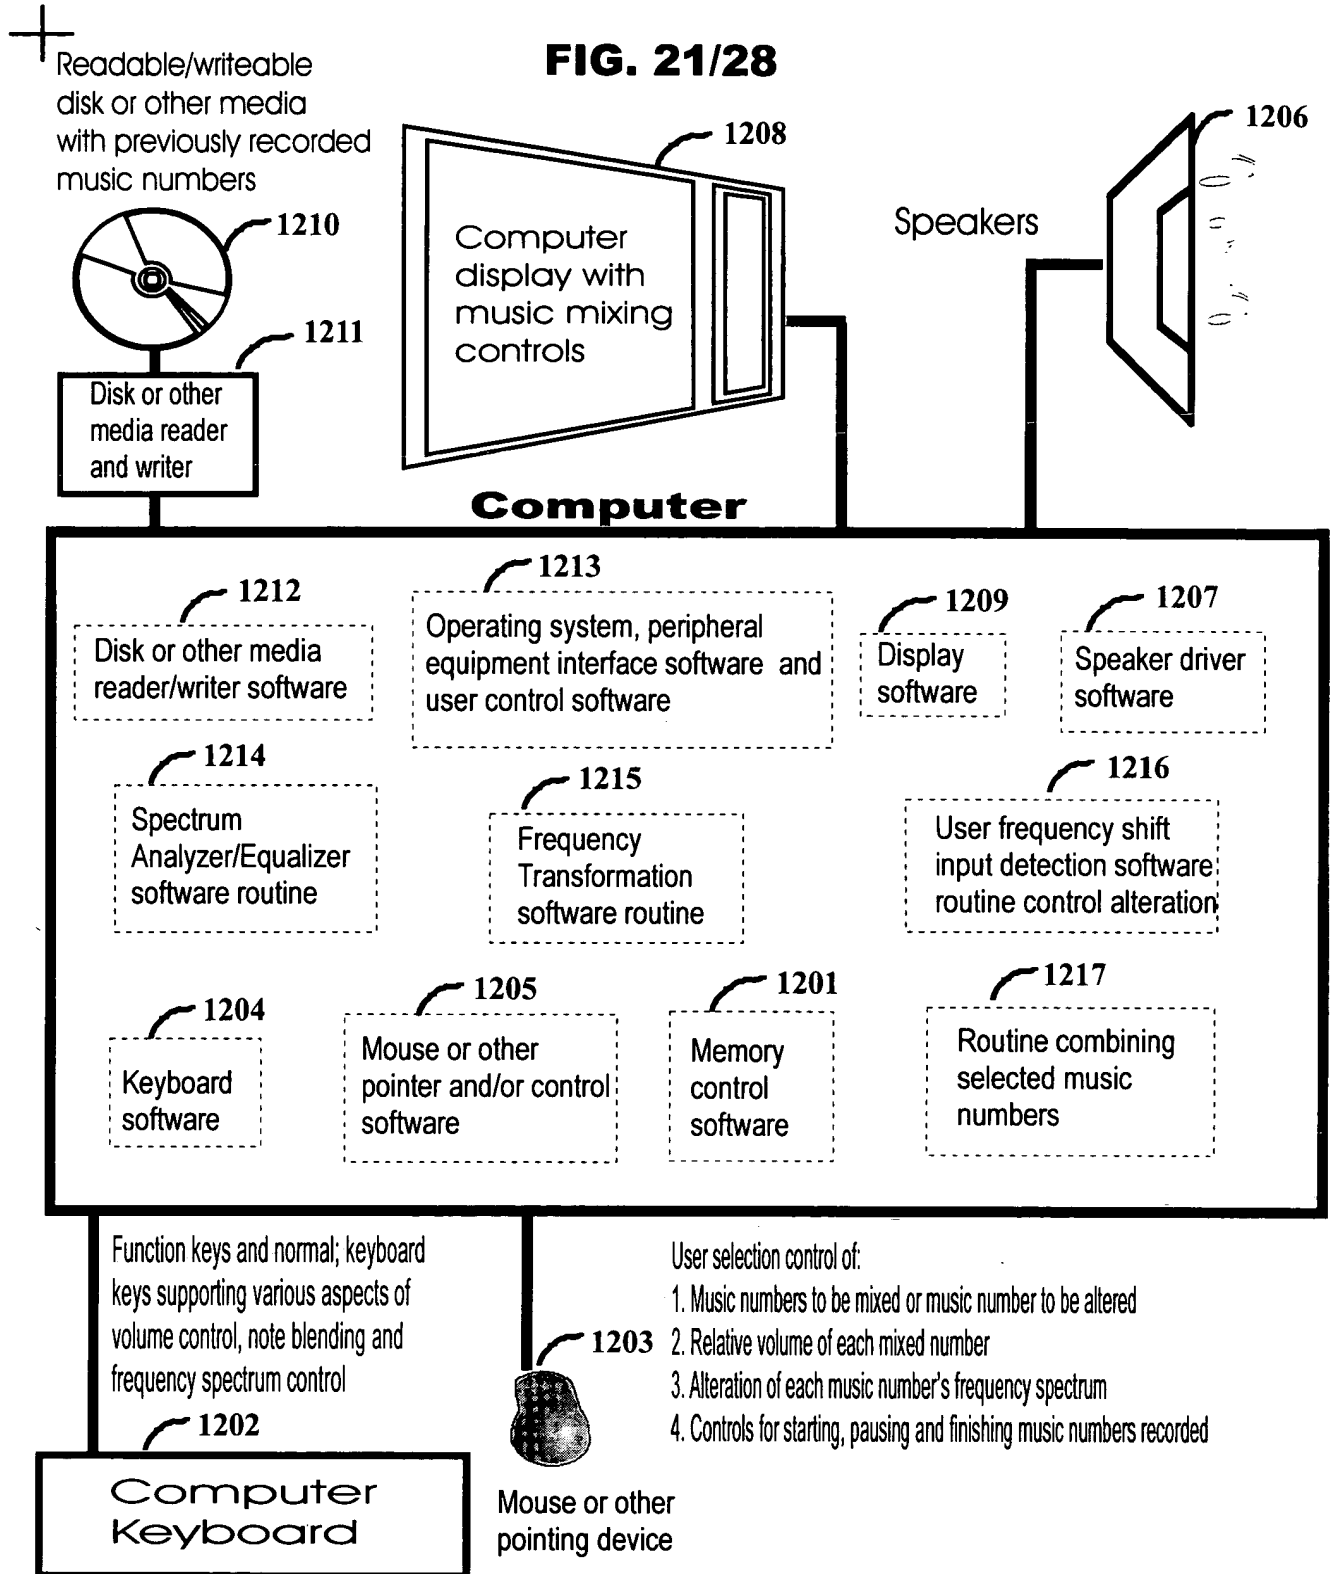 FIG. 21/28
Readable/writeable
disk or other media
with previously recorded
music numbers
1210
1211
Disk or other
media reader
and writer
1208
Computer
display with
music mixing
controls
1206
Speakers
Computer
1212
Disk or other media
reader/writer software
1213
Operating system, peripheral
equipment interface software and
user control software
1209
Display
software
1207
Speaker driver
software
1214
Spectrum
Analyzer/Equalizer
software routine
1215
Frequency
Transformation
software routine
1216
User frequency shift
input detection software
routine control alteration
1204
Keyboard
software
1205
Mouse or other
pointer and/or control
software
1201
Memory
control
software
1217
Routine combining
selected music
numbers
Function keys and normal; keyboard
keys supporting various aspects of
volume control, note blending and
frequency spectrum control
1202
Computer
Keyboard
1203
Mouse or other
pointing device
User selection control of:
1. Music numbers to be mixed or music number to be altered
2. Relative volume of each mixed number
3. Alteration of each music number's frequency spectrum
4. Controls for starting, pausing and finishing music numbers recorded